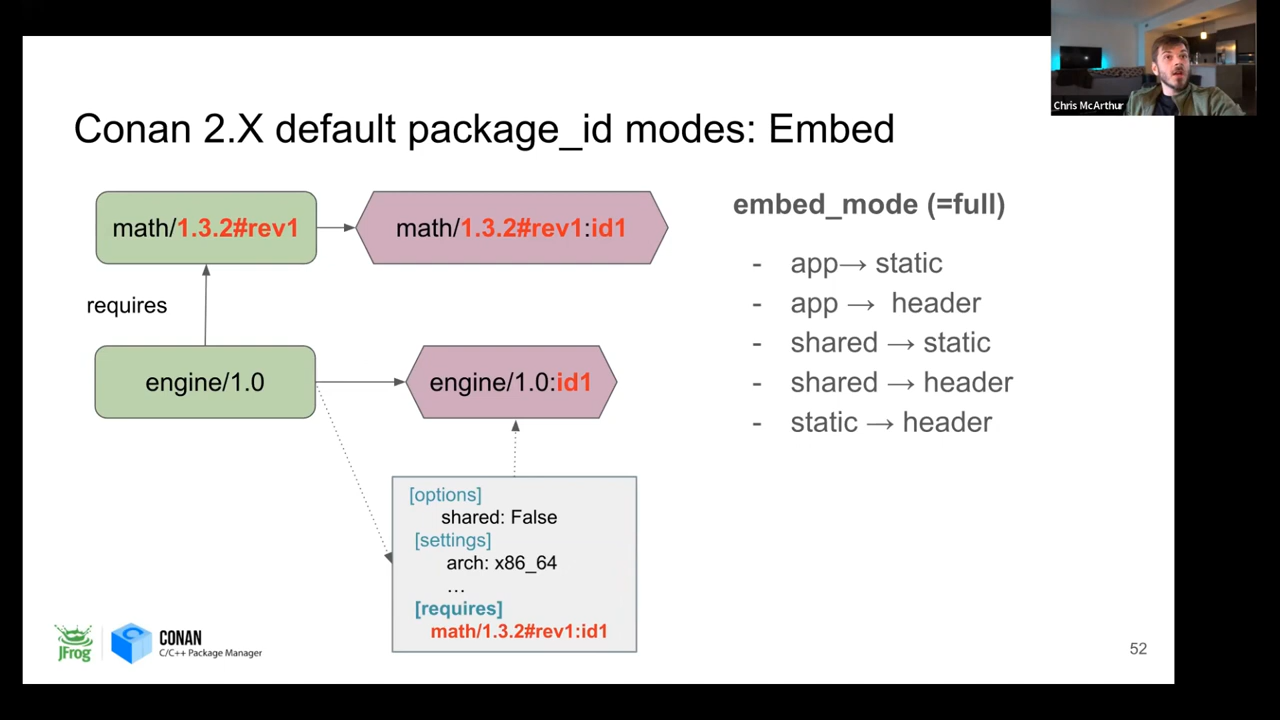 Chris McArthur
Conan 2.X default package_id modes: Embed
math/1.3.2#rev1
math/1.3.2#rev1:id1
requires
engine/1.0
engine/1.0:id1
[options]
shared: False
[settings]
arch: x86_64
...
[requires]
math/1.3.2#rev1:id1
embed_mode (=full)
- app→ static
- app → header
- shared → static
- shared → header
- static → header
JFrog
CONAN
C/C++ Package Manager
52